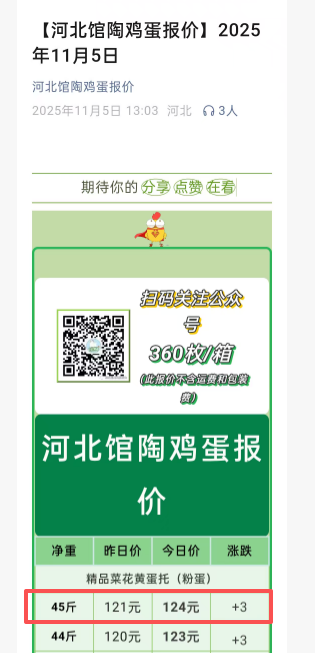 【河北馆陶鸡蛋报价】2025
年11月5日
河北馆陶鸡蛋报价
2025年11月5日 13:03 河北 3人
期待你的 分享 点赞 在看
扫码关注公众
号
360枚/箱
(此报价不含运费和包装
费)
河北馆陶鸡蛋报
价
净重 昨日价 今日价 涨跌
精品菜花黄蛋托（粉蛋）
45斤 121元 124元 +3
44斤 120元 123元 +3